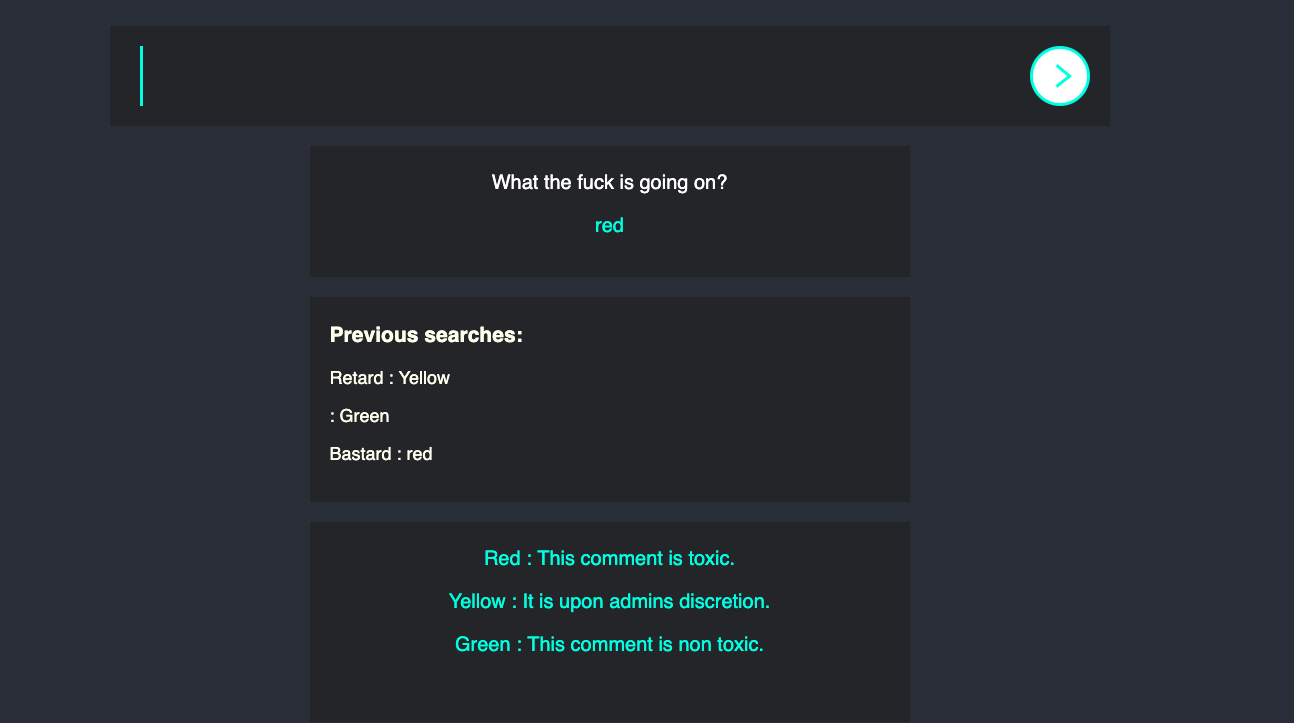 What the fuck is going on?
red
Previous searches:
Retard : Yellow
: Green
Bastard : red
Red : This comment is toxic.
Yellow : It is upon admins discretion.
Green : This comment is non toxic.